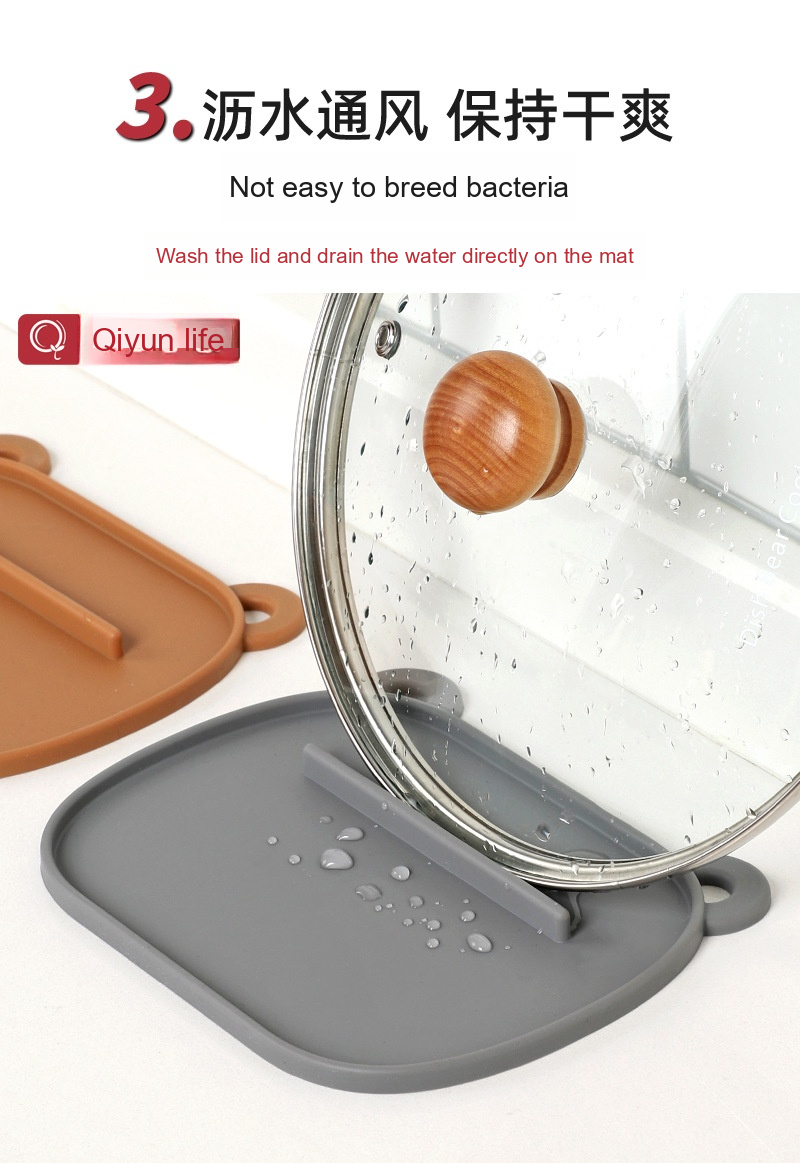 3. 沥水通风 保持干爽
Not easy to breed bacteria
Wash the lid and drain the water directly on the mat
Qiyun life